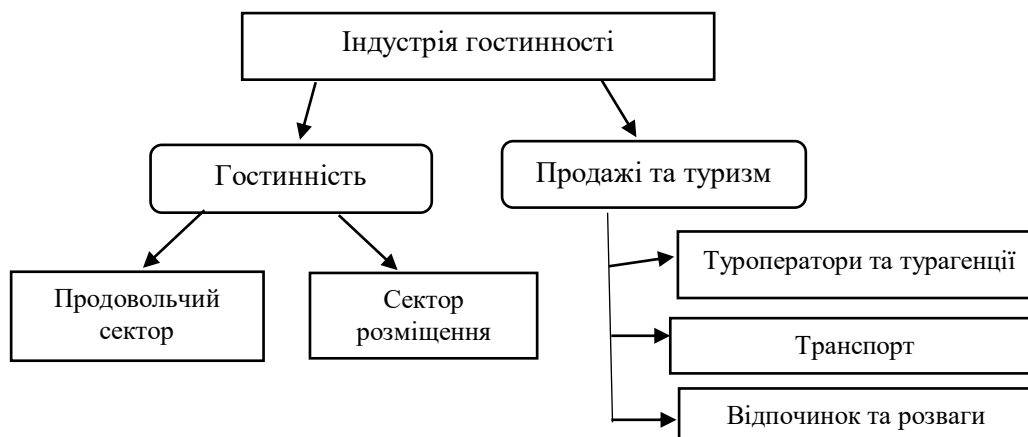 Індустрія гостинності
Гостинність
Продажі та туризм
Продовольчий
сектор
Сектор
розміщення
Туроператори та турагенції
Транспорт
Відпочинок та розваги